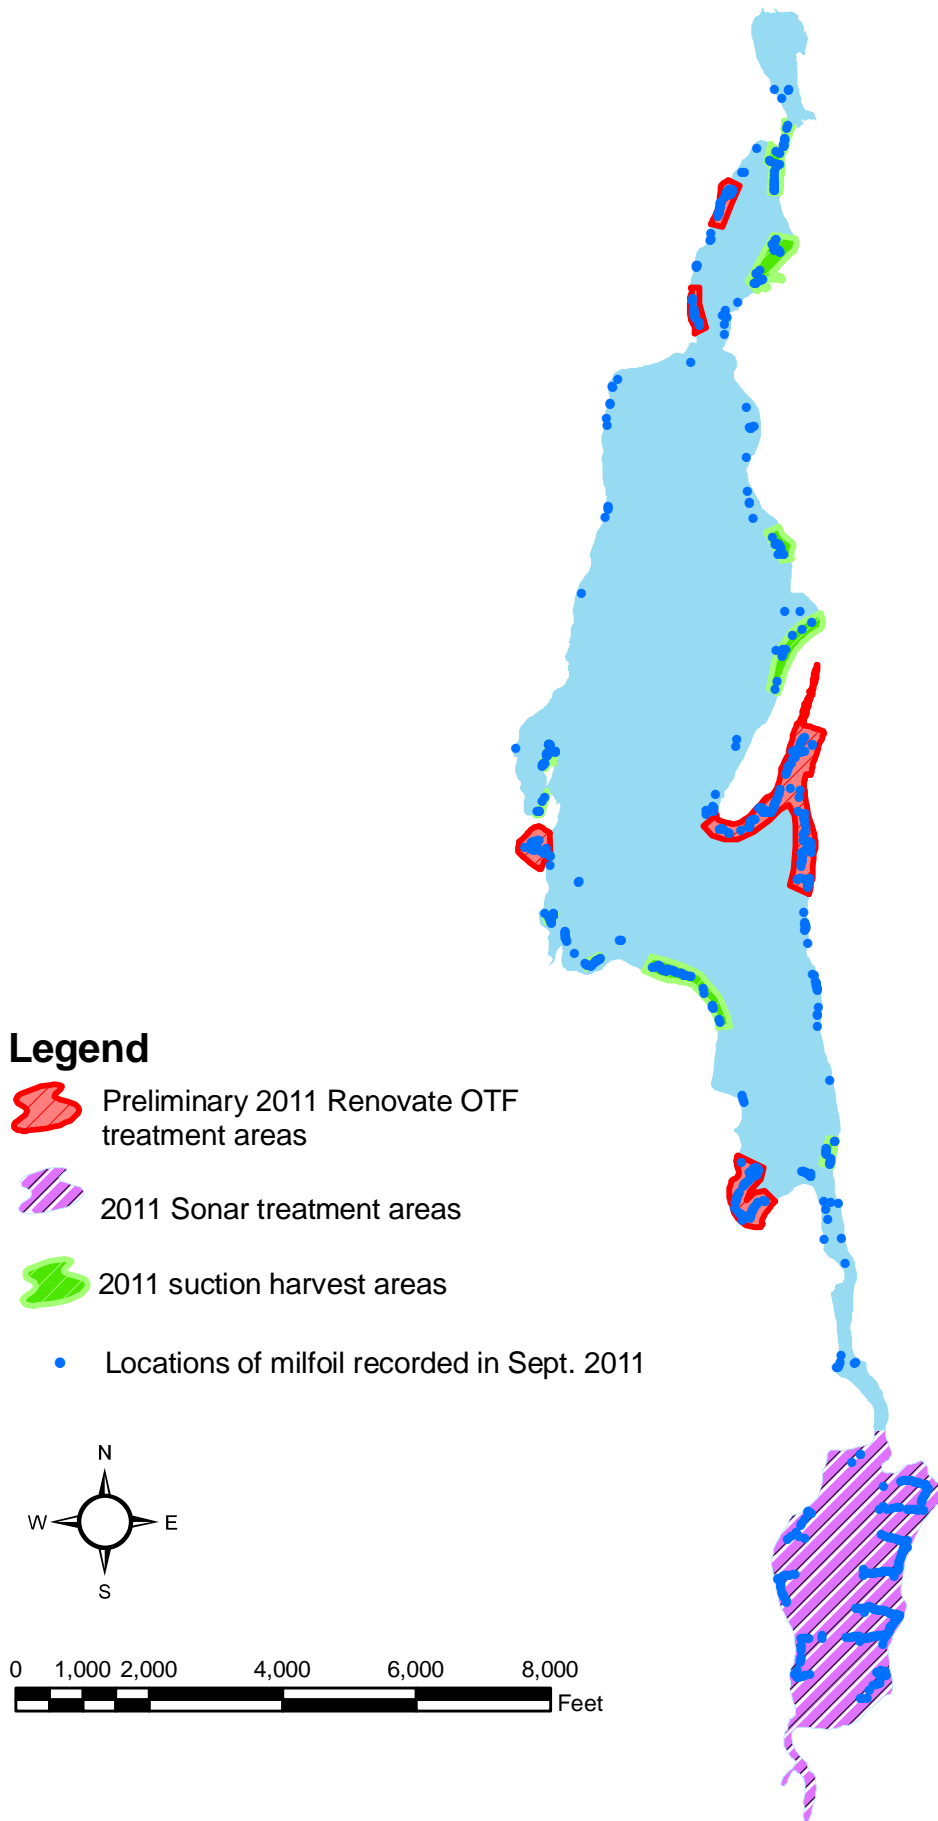 Legend
Preliminary 2011 Renovate OTF
treatment areas
2011 Sonar treatment areas
2011 suction harvest areas
Locations of milfoil recorded in Sept. 2011
N
W E
S
0 1,000 2,000 4,000 6,000 8,000
Feet